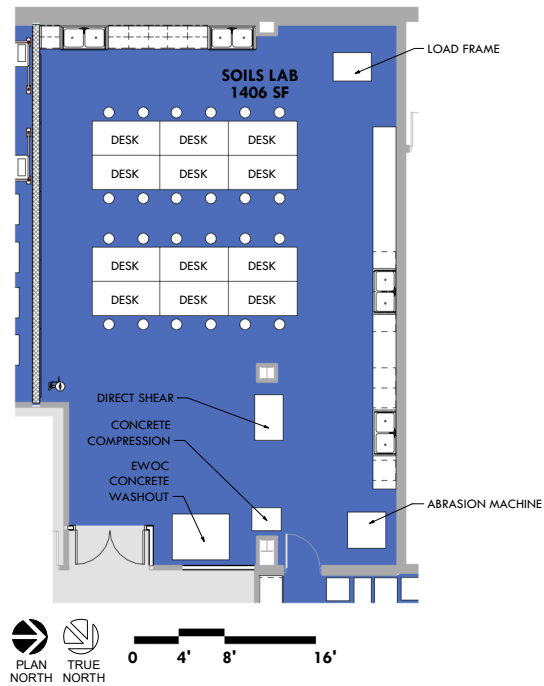 LOAD FRAME
SOILS LAB
1406 SF
DESK DESK DESK
DESK DESK DESK
DESK DESK DESK
DESK DESK DESK
DIRECT SHEAR
CONCRETE
COMPRESSION
EWOC
CONCRETE
WASHOUT
ABRASION MACHINE
PLAN
NORTH
TRUE
NORTH
0 4' 8' 16'